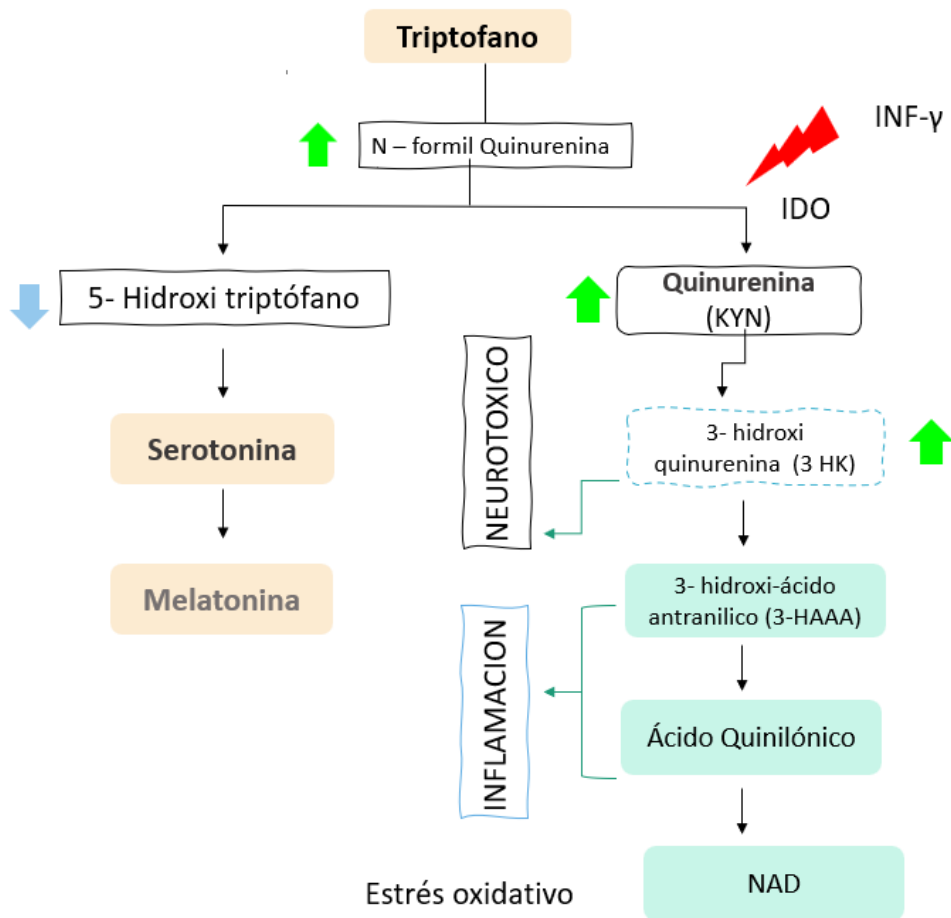 Triptofano
N – formil Quinurenina
INF-γ
IDO
5- Hidroxi triptófano
Quinurenina
(KYN)
NEUROTOXICO
3- hidroxi
quinurenina (3 HK)
Serotonina
3- hidroxi-ácido
antranilico (3-HAAA)
Melatonina
INFLAMACION
Ácido Quinilónico
Estrés oxidativo
NAD